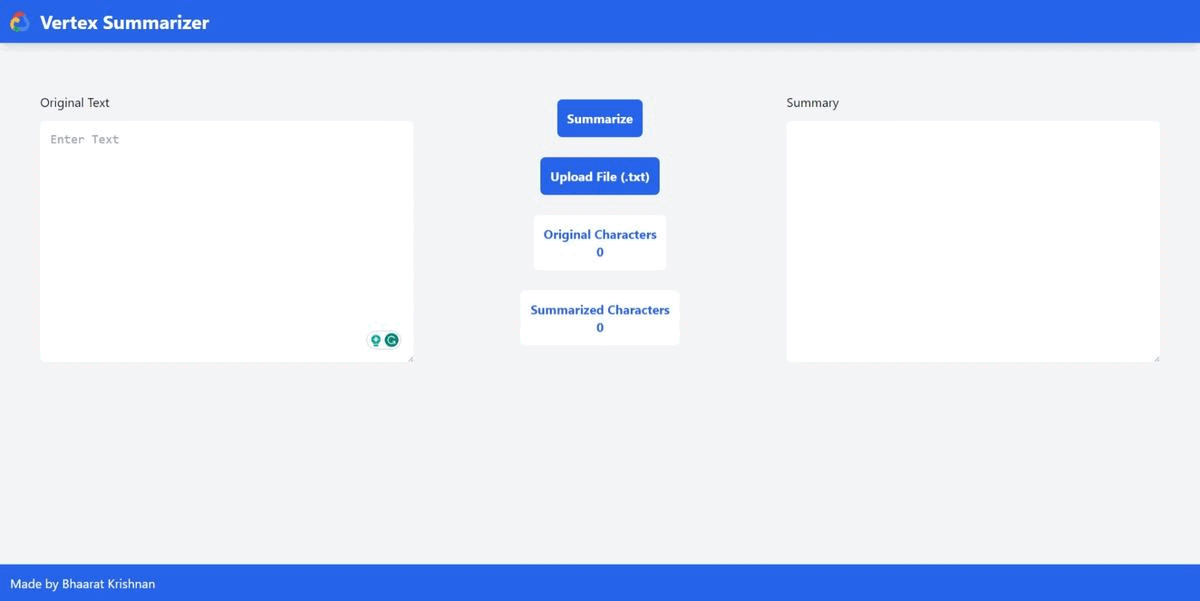 Vertex Summarizer
Original Text
Enter Text
Summarize
Upload File (.txt)
Original Characters
0
Summarized Characters
0
Summary
Made by Bhaarat Krishnan